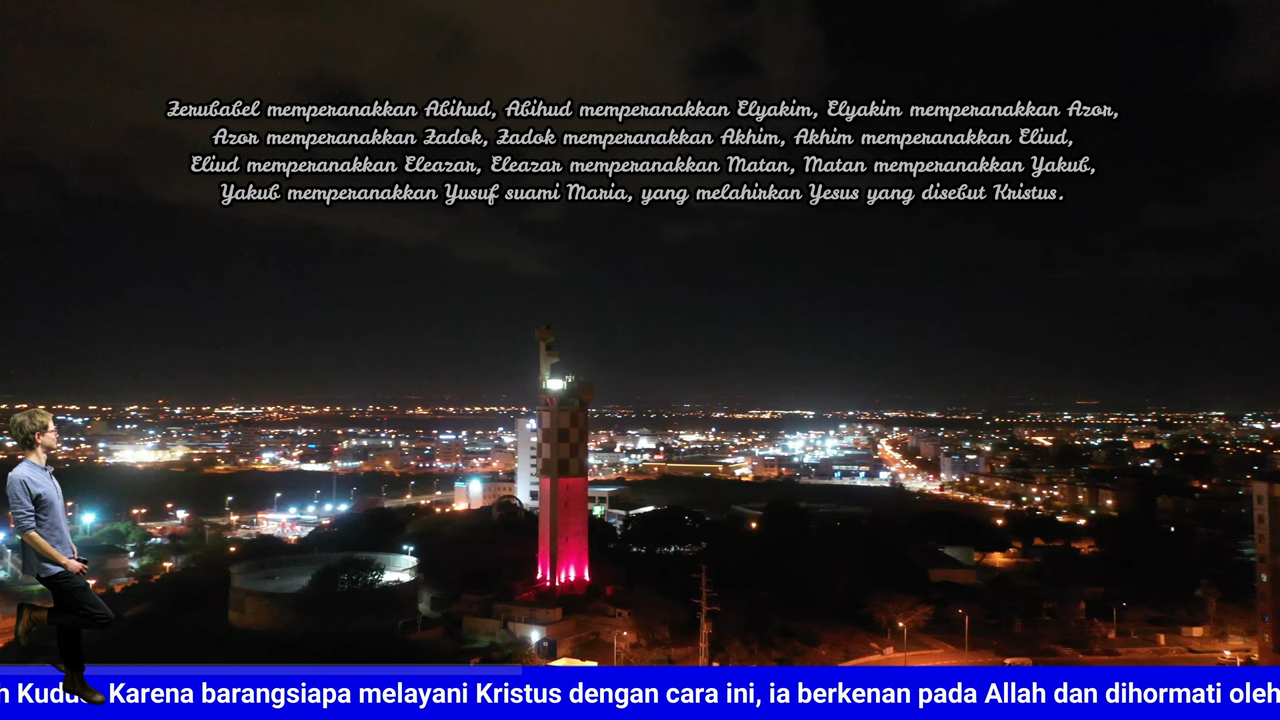 Zerubabel memperanakkan Abihud, Abihud memperanakkan Elyakim, Elyakim memperanakkan Azor,
Azor memperanakkan Zadok, Zadok memperanakkan Akhim, Akhim memperanakkan Eliud,
Eliud memperanakkan Eleazar, Eleazar memperanakkan Matan, Matan memperanakkan Yakub,
Yakub memperanakkan Yusuf suami Maria, yang melahirkan Yesus yang disebut Kristus.
Karena barangsiapa melayani Kristus dengan cara ini, ia berkenan pada Allah dan dihormati oleh